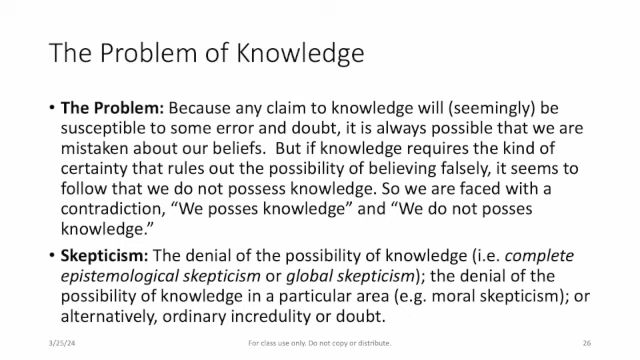 The Problem of Knowledge
• The Problem: Because any claim to knowledge will (seemingly) be
susceptible to some error and doubt, it is always possible that we are
mistaken about our beliefs.  But if knowledge requires the kind of
certainty that rules out the possibility of believing falsely, it seems to
follow that we do not possess knowledge. So we are faced with a
contradiction, “We posses knowledge” and “We do not posses
knowledge.”
• Skepticism: The denial of the possibility of knowledge (i.e. complete
epistemological skepticism or global skepticism); the denial of the
possibility of knowledge in a particular area (e.g. moral skepticism); or
alternatively, ordinary incredulity or doubt.
3/25/24 For class use only. Do not copy or distribute. 26